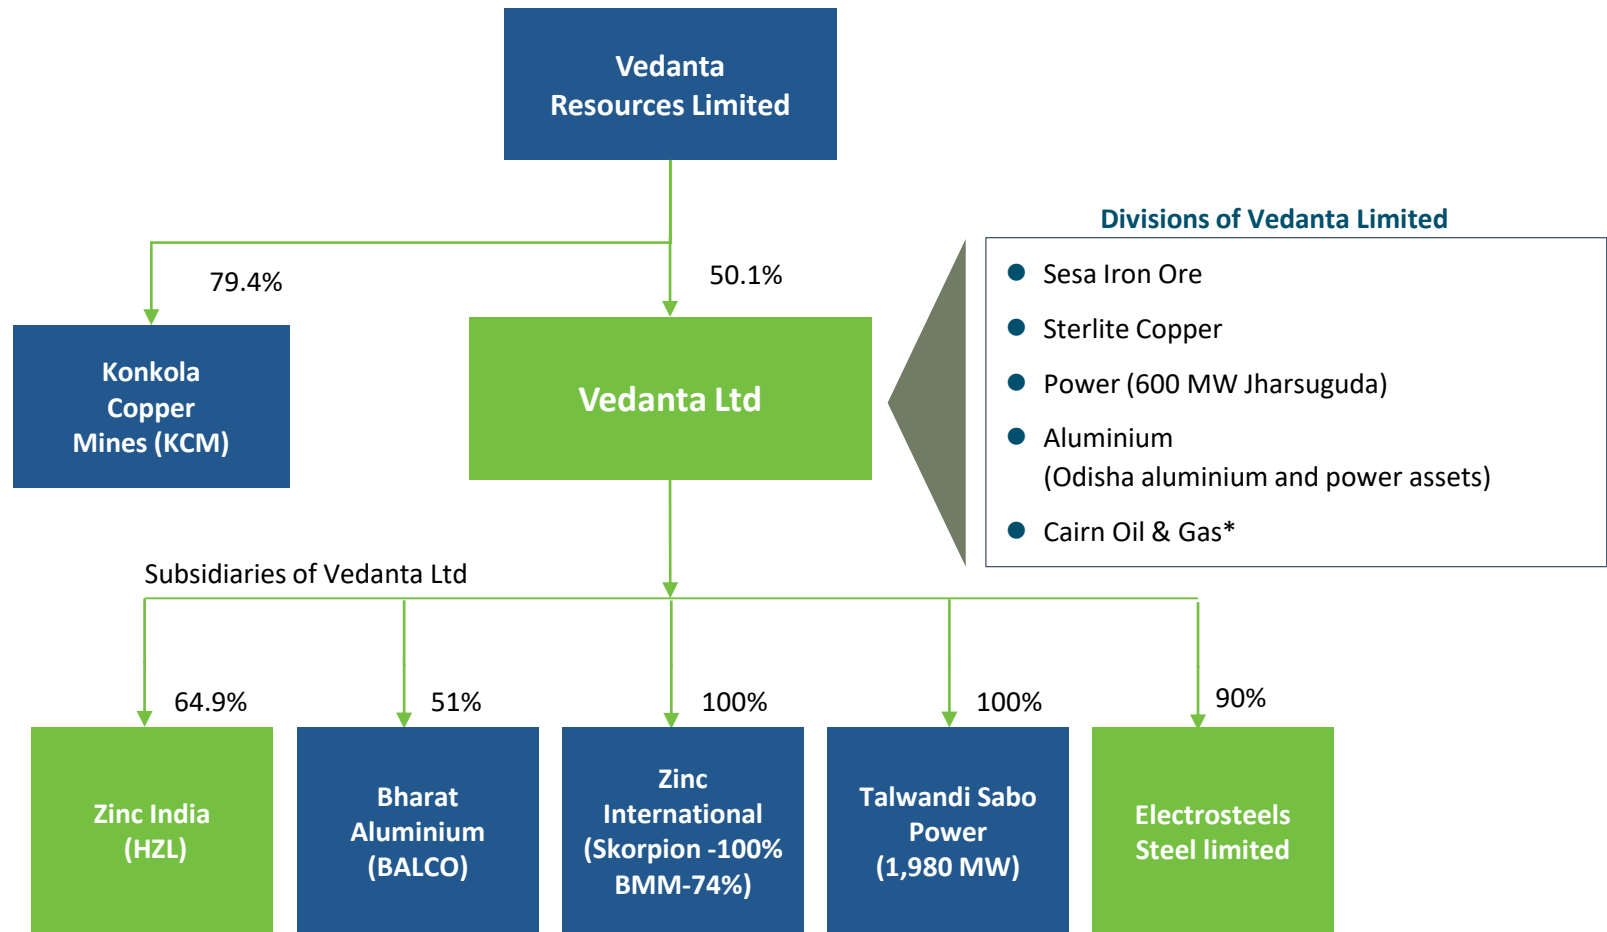 Vedanta
Resources Limited
Divisions of Vedanta Limited
79.4%
50.1%
Sesa Iron Ore
Sterlite Copper
Power (600 MW Jharsuguda)
Aluminium
(Odisha aluminium and power assets)
Cairn Oil & Gas*
Konkola
Copper
Mines (KCM)
Vedanta Ltd
Subsidiaries of Vedanta Ltd
64.9%
51%
100%
100%
90%
Zinc India
(HZL)
Bharat
Aluminium
(BALCO)
Zinc
International
(Skorpion -100%
BMM-74%)
Talwandi Sabo
Power
(1,980 MW)
Electrosteels
Steel limited